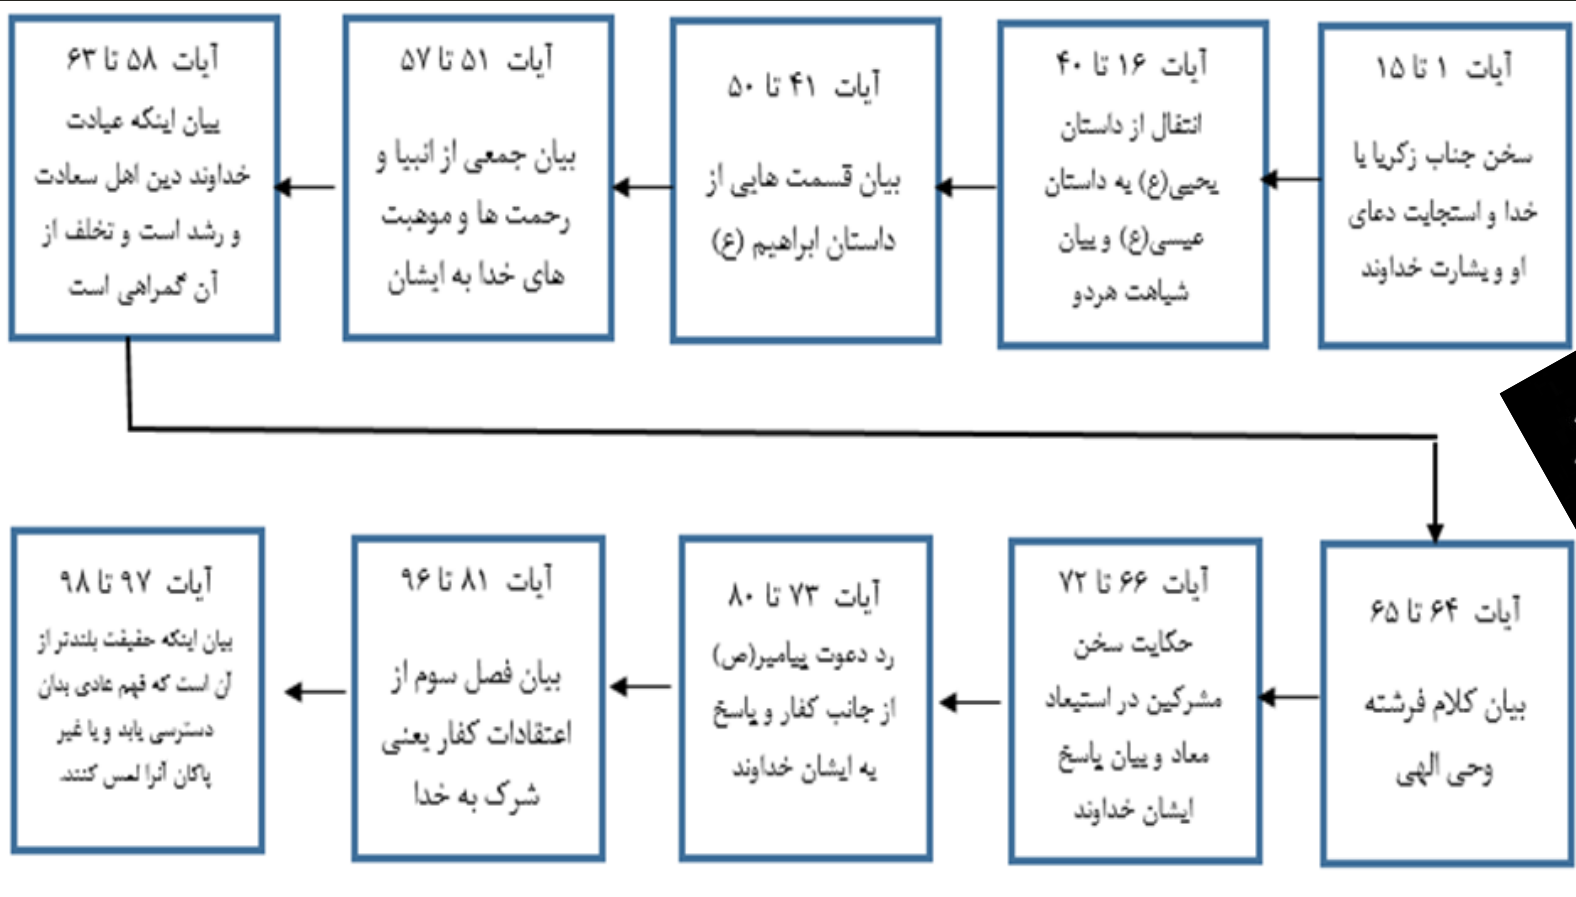 آیات ۱ تا ۱۵
سخن جناب زکریا با
خدا و استجابت دعای
او و بشارت خداوند
آیات ۱۶ تا ۴۰
انتقال از داستان
یحیی(ع) به داستان
عیسی(ع) و بیان
شباهت هردو
آیات ۴۱ تا ۵۰
بیان قسمت هایی از
داستان ابراهیم (ع)
آیات ۵۱ تا ۵۷
بیان جمعی از انبیا و
رحمت ها و موهبت
های خدا به ایشان
آیات ۵۸ تا ۶۳
بیان اینکه عبادت
خداوند دین اهل سعادت
و رشد است و تخلف از
آن گمراهی است
آیات ۶۴ تا ۶۵
بیان کلام فرشته
وحی الهی
آیات ۶۶ تا ۷۲
حکایت سخن
مشرکین در استبعاد
معاد و بیان پاسخ
ایشان خداوند
آیات ۷۳ تا ۸۰
رد دعوت پیامبر(ص)
از جانب کفار و پاسخ
به ایشان خداوند
آیات ۸۱ تا ۹۶
بیان فصل سوم از
اعتقادات کفار یعنی
شرک به خدا
آیات ۹۷ تا ۹۸
بیان اینکه حقیقت بلندتر از
آن است که فهم عادی بدان
دسترسی یابد و یا غیر
پاکان آنرا لمس کنند.